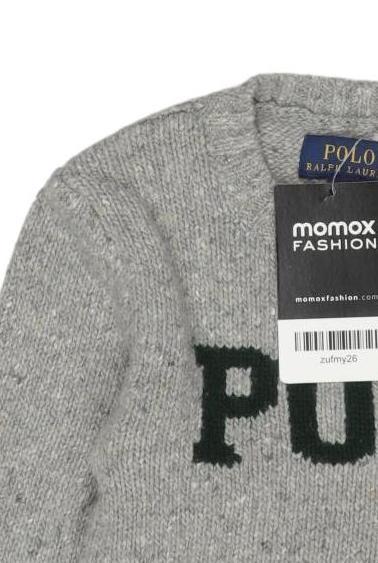 POLO
RALPH LAUR
momox
FASHION
momoxfashion.com
zufmy26
PO